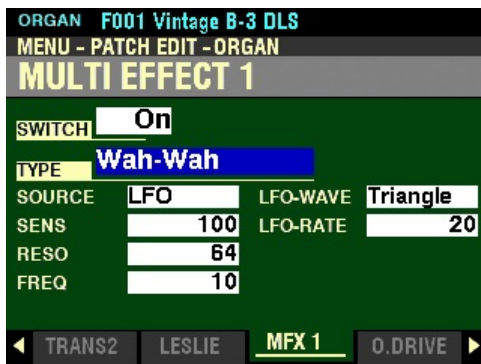 ORGAN F001 Vintage B-3 DLS
MENU - PATCH EDIT - ORGAN
MULTI EFFECT 1
SWITCH On
TYPE Wah-Wah
SOURCE LFO LFO-WAVE Triangle
SENS 100 LFO-RATE 20
RESO 64
FREQ 10
TRANS2 LESLIE MFX 1 O.DRIVE